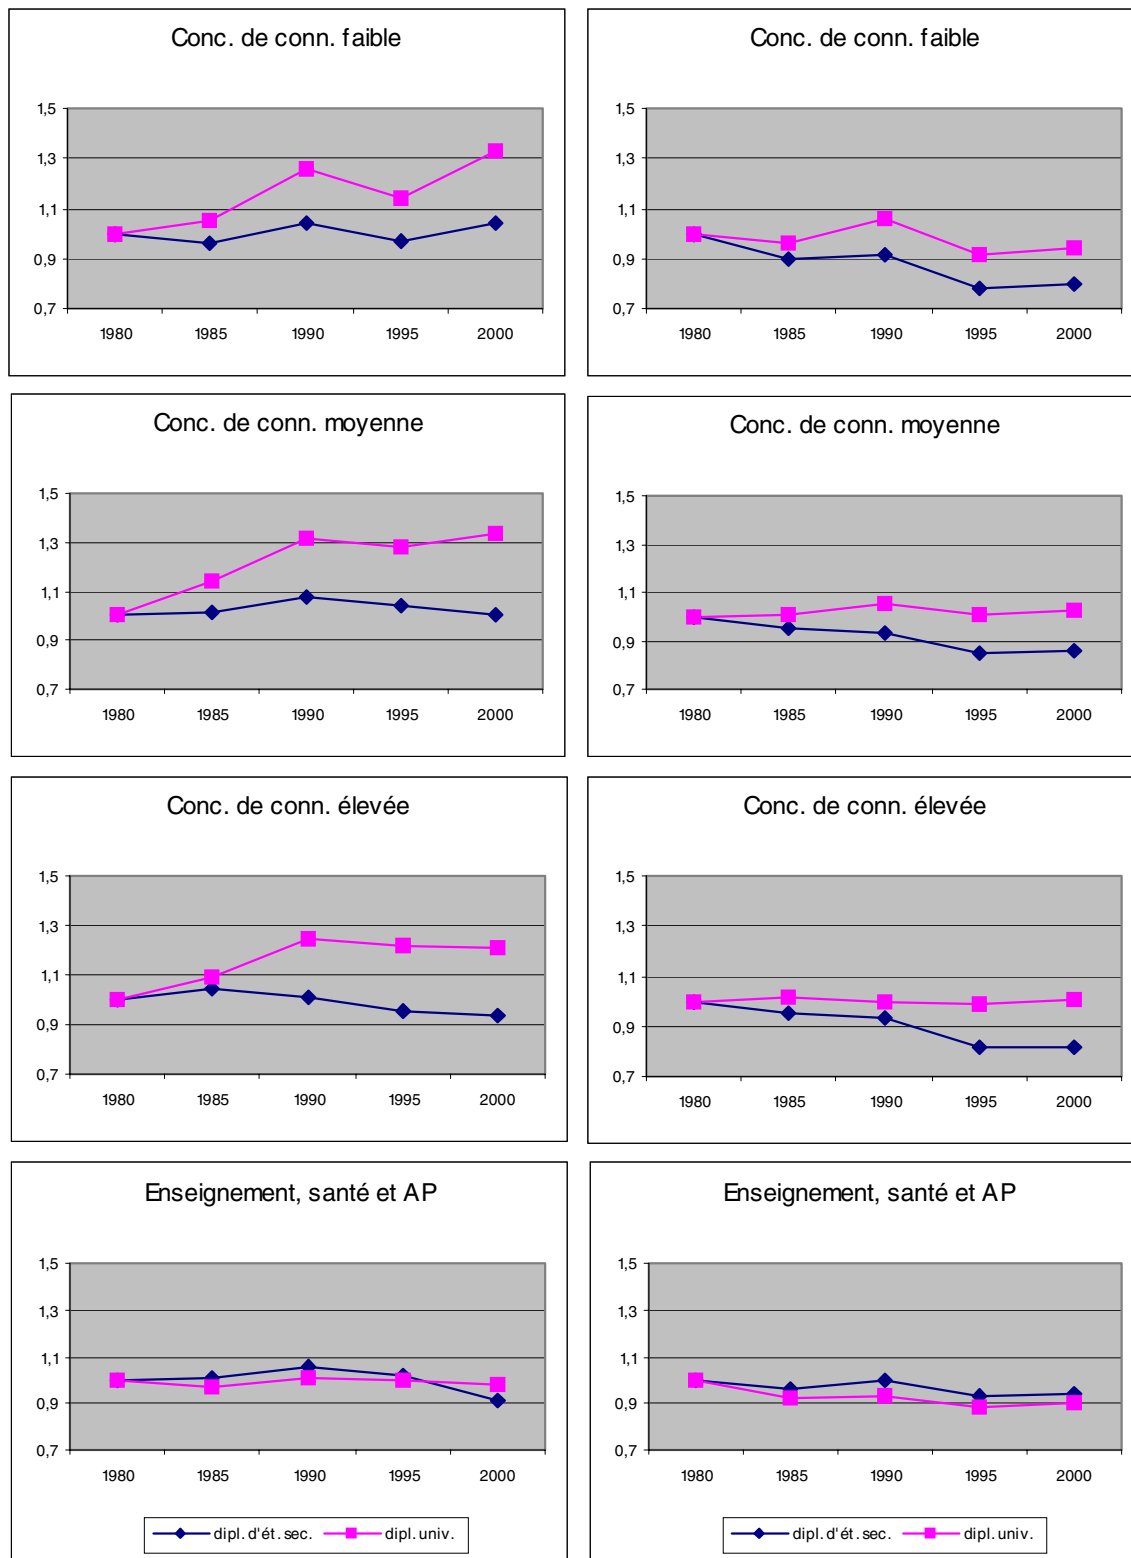 Conc. de conn. faible
1,5
1,3
1,1
0,9
0,7
1980 1985 1990 1995 2000
Conc. de conn. faible
1,5
1,3
1,1
0,9
0,7
1980 1985 1990 1995 2000
Conc. de conn. moyenne
1,5
1,3
1,1
0,9
0,7
1980 1985 1990 1995 2000
Conc. de conn. moyenne
1,5
1,3
1,1
0,9
0,7
1980 1985 1990 1995 2000
Conc. de conn. élevée
1,5
1,3
1,1
0,9
0,7
1980 1985 1990 1995 2000
Conc. de conn. élevée
1,5
1,3
1,1
0,9
0,7
1980 1985 1990 1995 2000
Enseignement, santé et AP
1,5
1,3
1,1
0,9
0,7
1980 1985 1990 1995 2000
dipl. d'ét. sec. dipl. univ.
Enseignement, santé et AP
1,5
1,3
1,1
0,9
0,7
1980 1985 1990 1995 2000
dipl. d'ét. sec. dipl. univ.